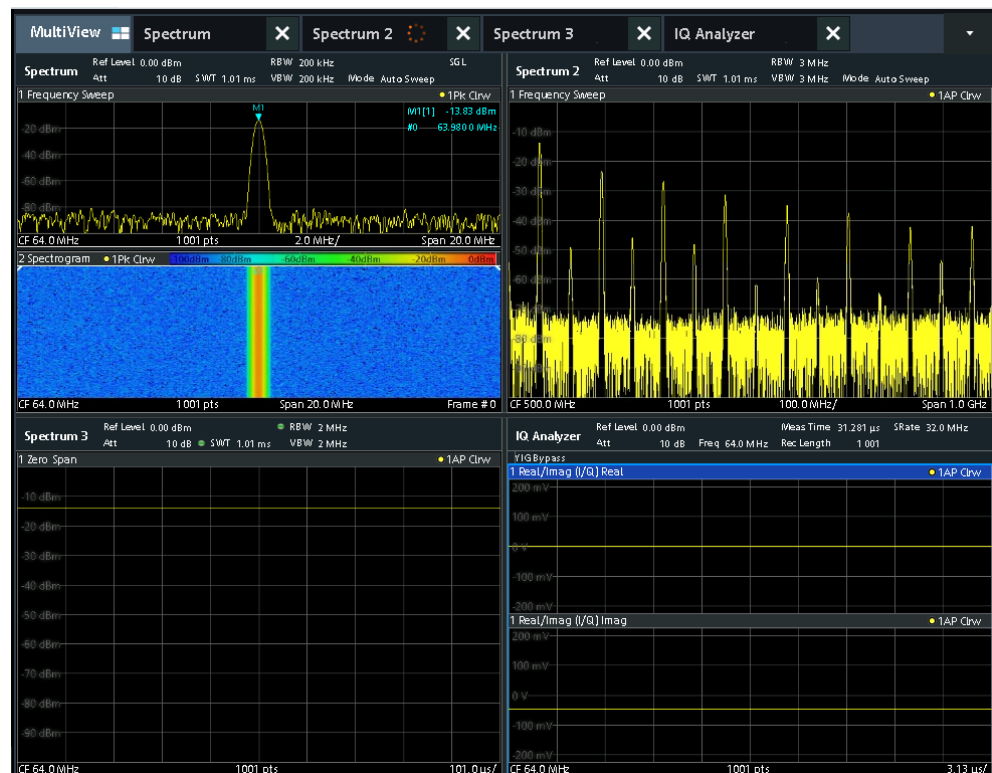 MultiView Spectrum Spectrum 2 Spectrum 3 IQ Analyzer
Spectrum Ref Level 0.00 dBm RBW 200 kHz SGL
Att 10 dB SWT 1.01 ms VBW 200 kHz Mode Auto Sweep
1 Frequency Sweep 1Pk Clrw
M1
M1[1] -13.83 dBm
#0 63.9800 MHz
-20 dBm
-40 dBm
-60 dBm
-80 dBm
CF 64.0 MHz 1001 pts 2.0 MHz/ Span 20.0 MHz
2 Spectrogram 1Pk Clrw -100dBm -80dBm -60dBm -40dBm -20dBm 0dBm
CF 64.0 MHz 1001 pts Span 20.0 MHz Frame # 0
Spectrum 2 Ref Level 0.00 dBm RBW 3 MHz
Att 10 dB SWT 1.01 ms VBW 3 MHz Mode Auto Sweep
1 Frequency Sweep 1AP Clrw
-10 dBm
-20 dBm
-30 dBm
-40 dBm
-50 dBm
-60 dBm
-70 dBm
-80 dBm
CF 500.0 MHz 1001 pts 100.0 MHz/ Span 1.0 GHz
Spectrum 3 Ref Level 0.00 dBm RBW 2 MHz
Att 10 dB SWT 1.01 ms VBW 2 MHz
1 Zero Span 1AP Clrw
-10 dBm
-20 dBm
-30 dBm
-40 dBm
-50 dBm
-60 dBm
-70 dBm
-80 dBm
-90 dBm
CF 64.0 MHz 1001 pts 101.0 µs/
IQ Analyzer Ref Level 0.00 dBm Meas Time 31.281 µs SRate 32.0 MHz
Att 10 dB Freq 64.0 MHz Rec Length 1001
YIG Bypass
1 Real/Imag (I/Q) Real 1AP Clrw
200 mV
100 mV
0 V
-100 mV
-200 mV
1 Real/Imag (I/Q) Imag 1AP Clrw
200 mV
100 mV
0 V
-100 mV
-200 mV
CF 64.0 MHz 1001 pts 3.13 µs/